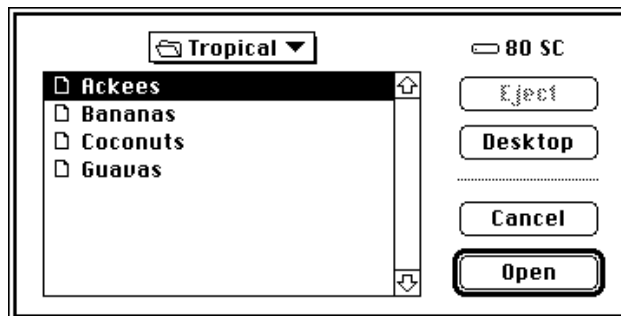 Tropical
80 SC
Ackees
Bananas
Coconuts
Guavas
Eject
Desktop
Cancel
Open